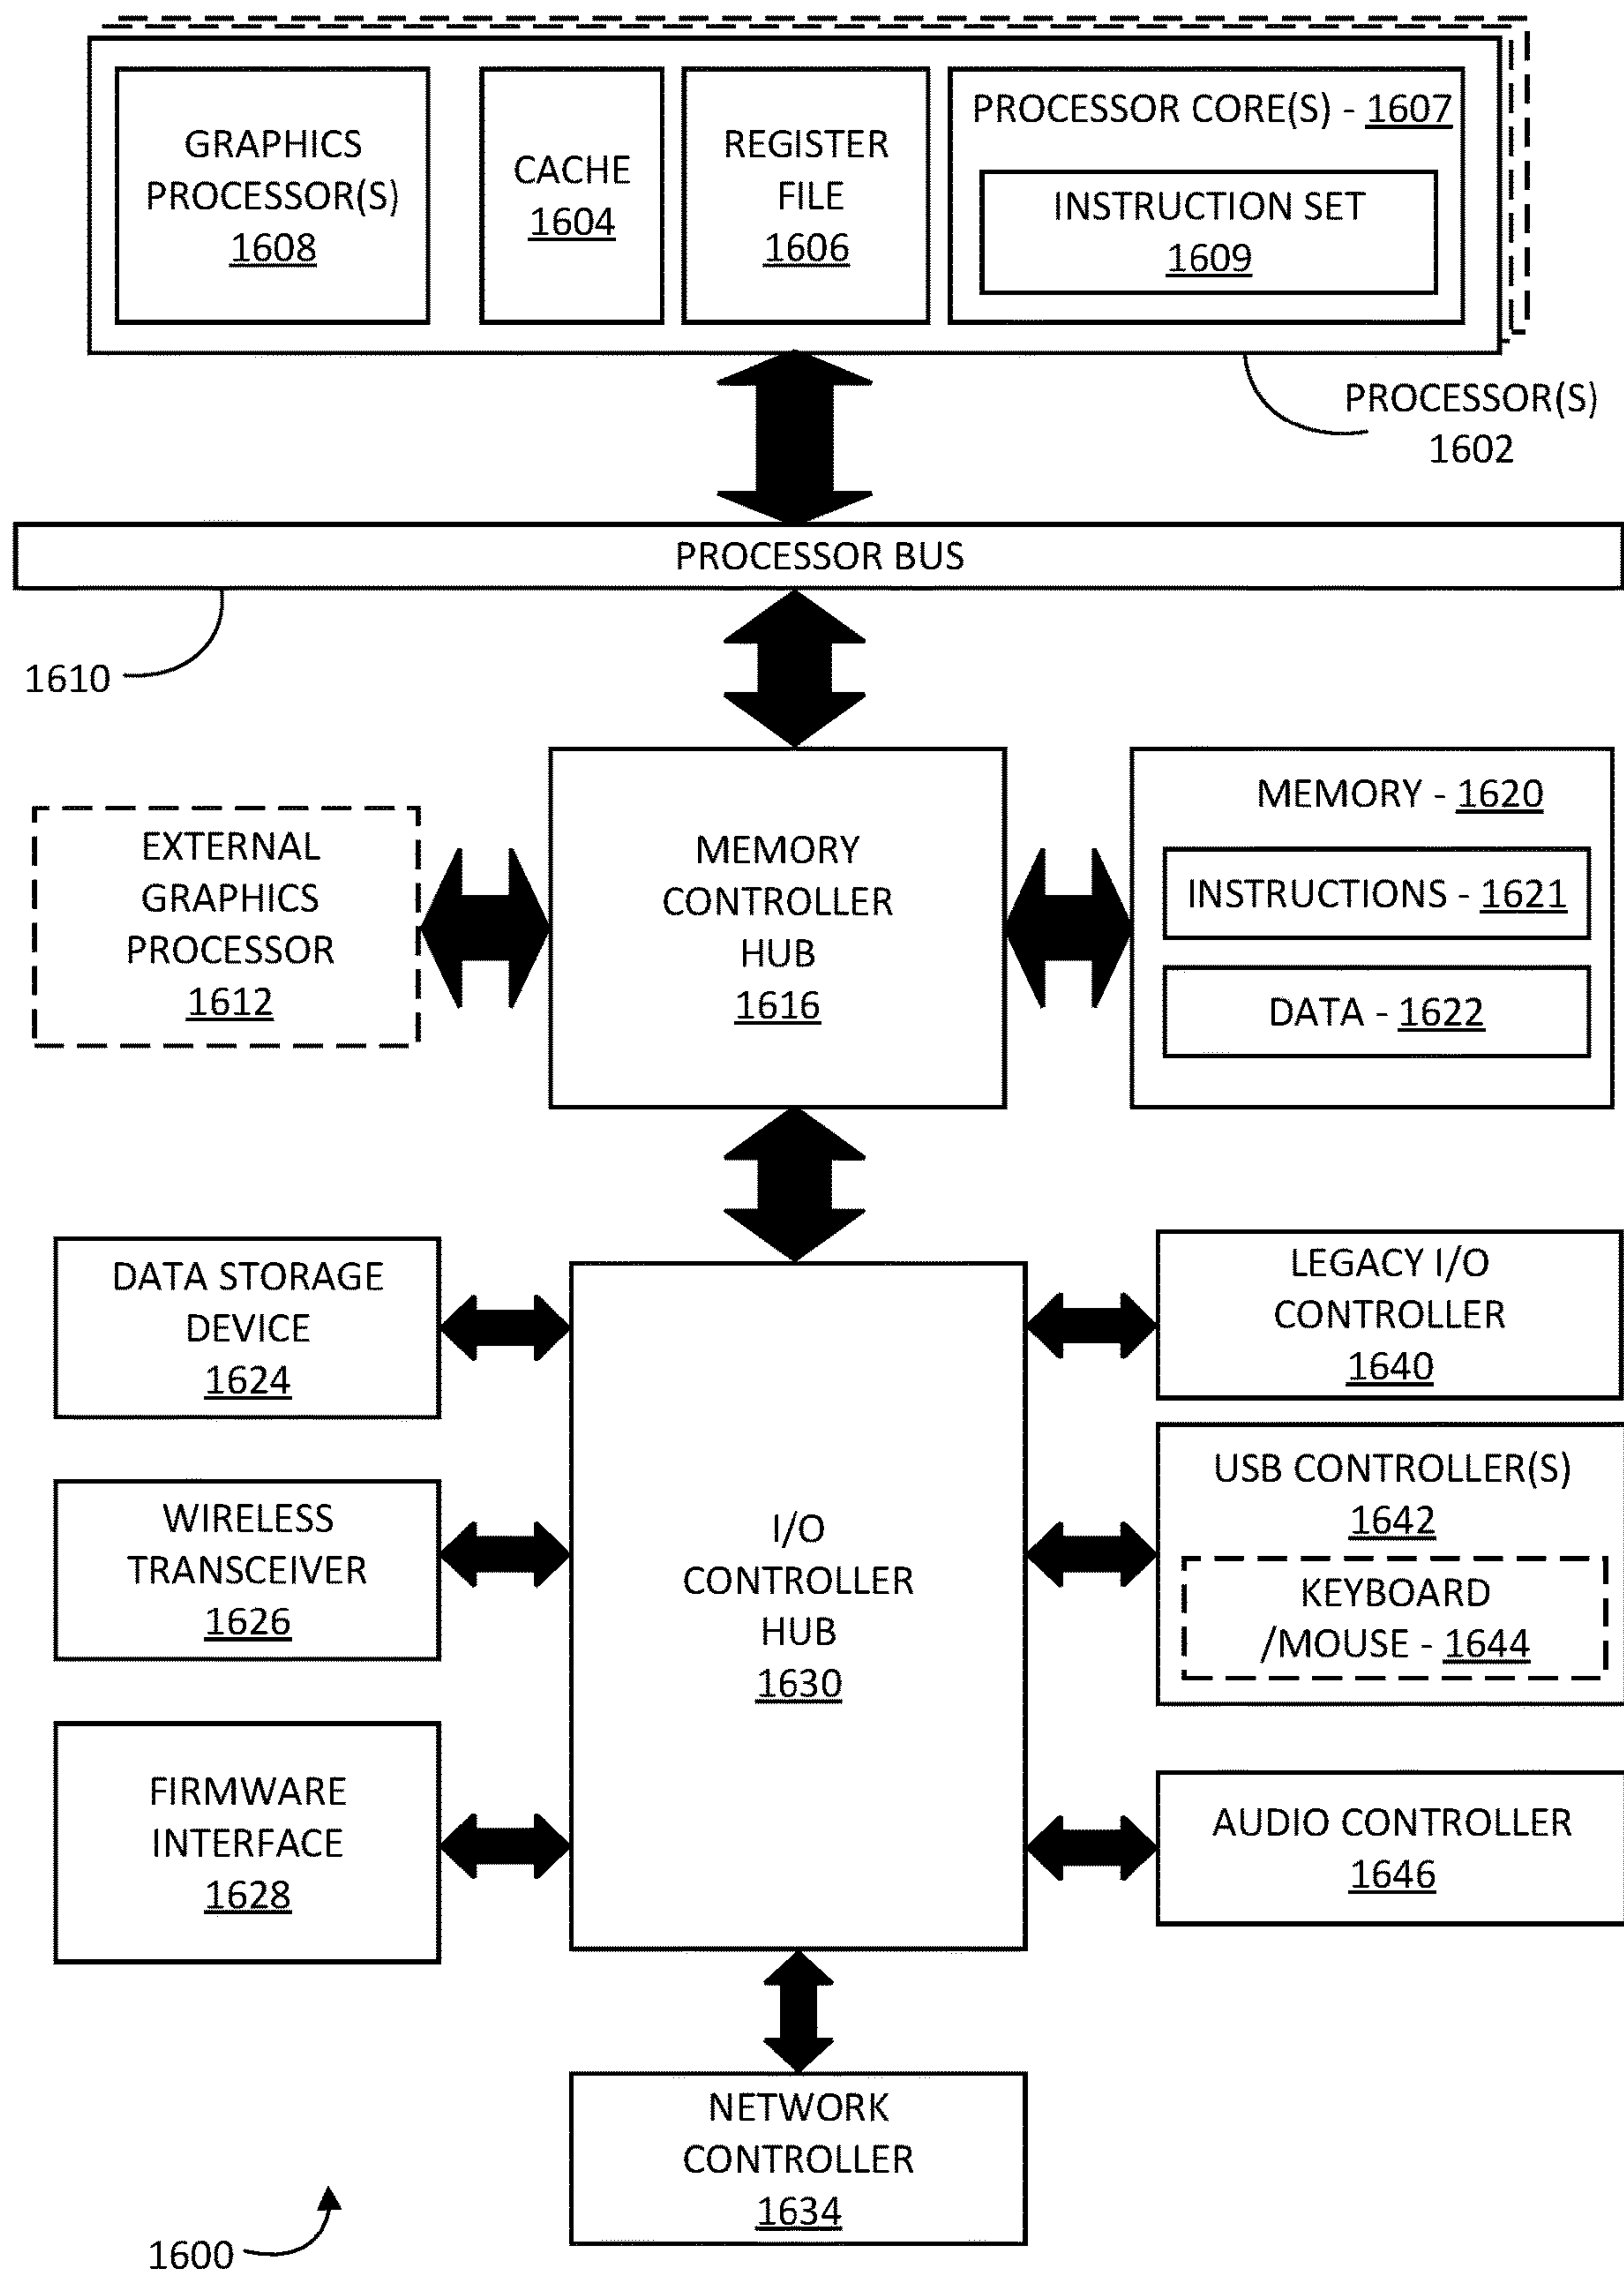 GRAPHICS
PROCESSOR(S)
1608
CACHE
1604
REGISTER
FILE
1606
PROCESSOR CORE(S) - 1607
INSTRUCTION SET
1609
PROCESSOR(S)
1602
PROCESSOR BUS
1610
EXTERNAL
GRAPHICS
PROCESSOR
1612
MEMORY
CONTROLLER
HUB
1616
MEMORY - 1620
INSTRUCTIONS - 1621
DATA - 1622
DATA STORAGE
DEVICE
1624
WIRELESS
TRANSCEIVER
1626
FIRMWARE
INTERFACE
1628
I/O
CONTROLLER
HUB
1630
LEGACY I/O
CONTROLLER
1640
USB CONTROLLER(S)
1642
KEYBOARD
/MOUSE - 1644
AUDIO CONTROLLER
1646
NETWORK
CONTROLLER
1634
1600